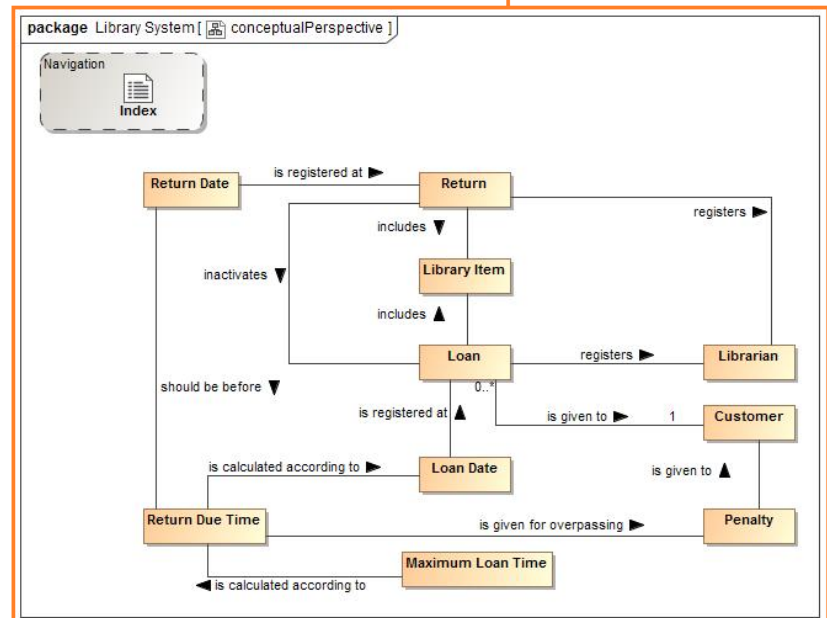 package Library System [ conceptualPerspective ]
Navigation
Index
is registered at ►
Return Date
Return
registers ►
includes ▼
Library Item
inactivates ▼
includes ▲
Loan
registers ►
Librarian
should be before ▼
0..*
is registered at ▲
is given to ►
1
Customer
is calculated according to ►
Loan Date
is given to ▲
Return Due Time
is given for overpassing ►
Penalty
Maximum Loan Time
◄ is calculated according to